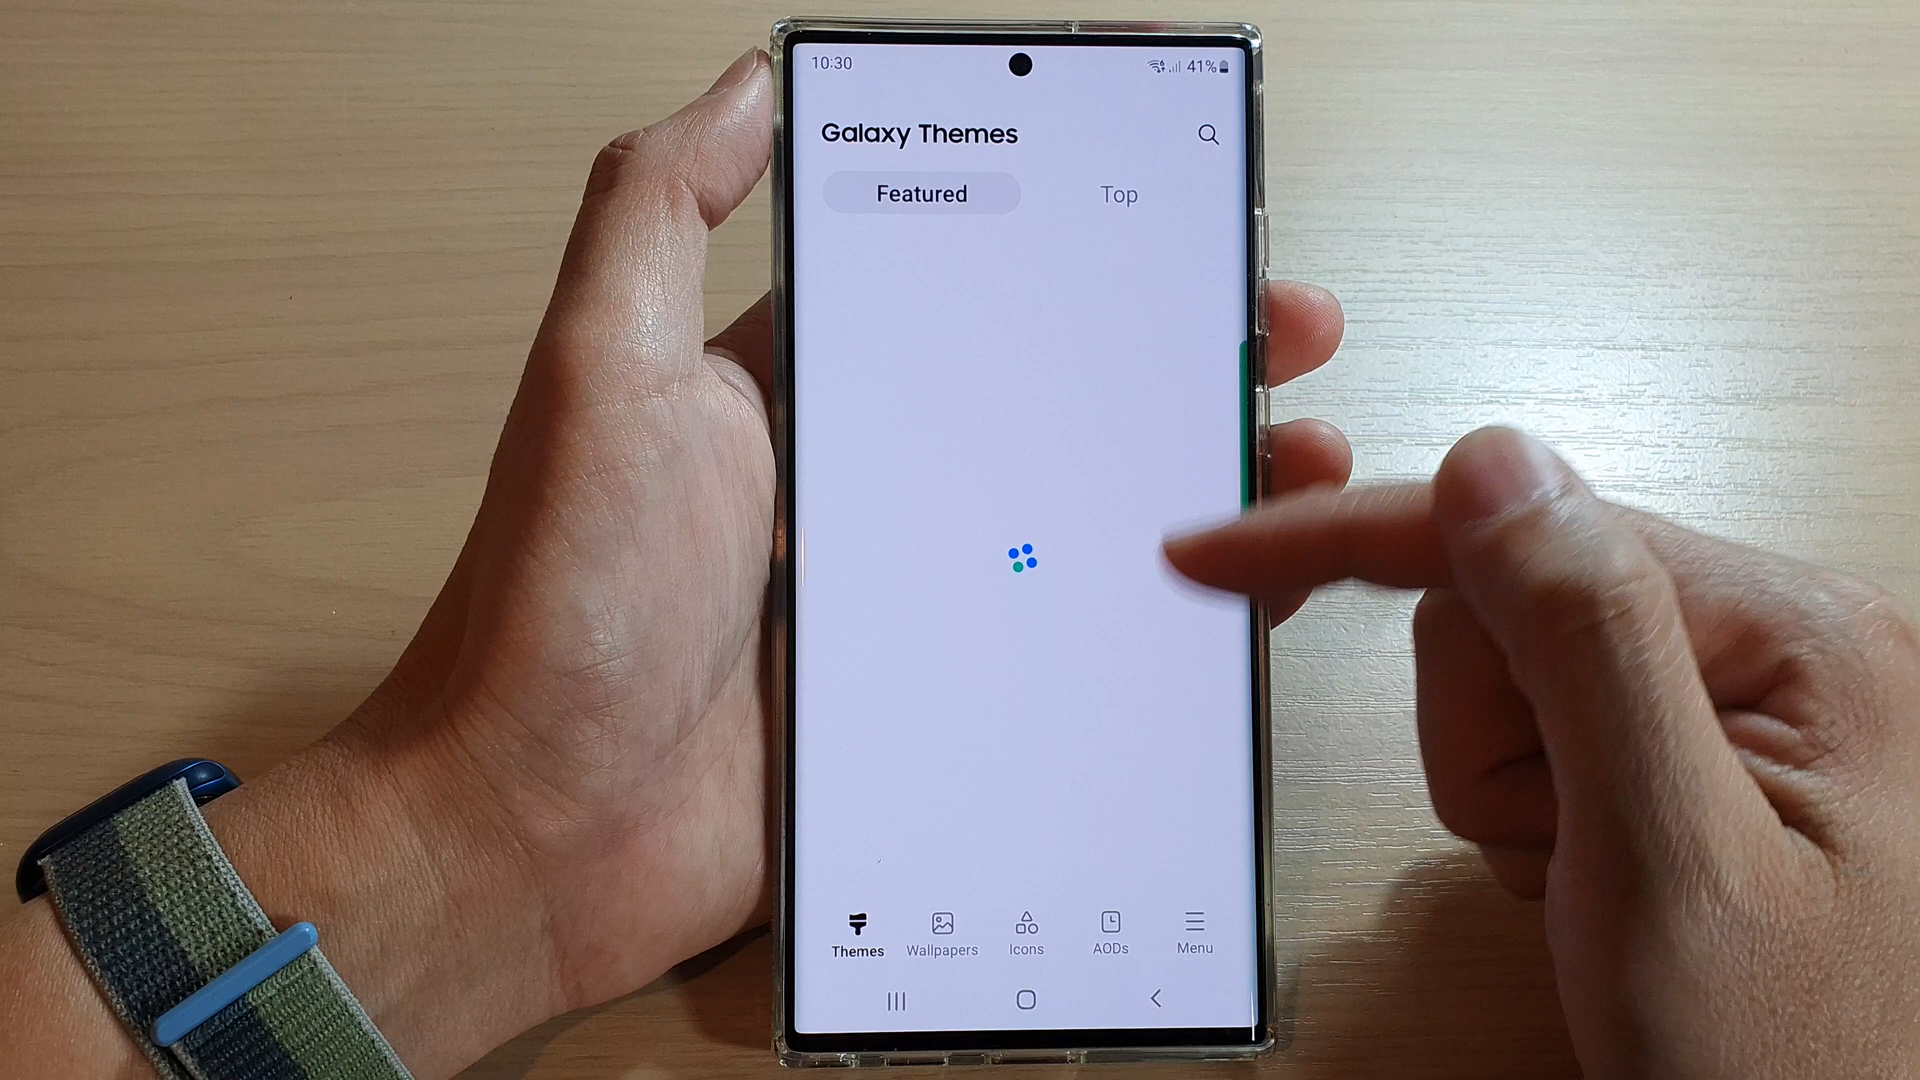 10:30
41%
Galaxy Themes
Featured
Top
Themes
Wallpapers
Icons
AODs
Menu